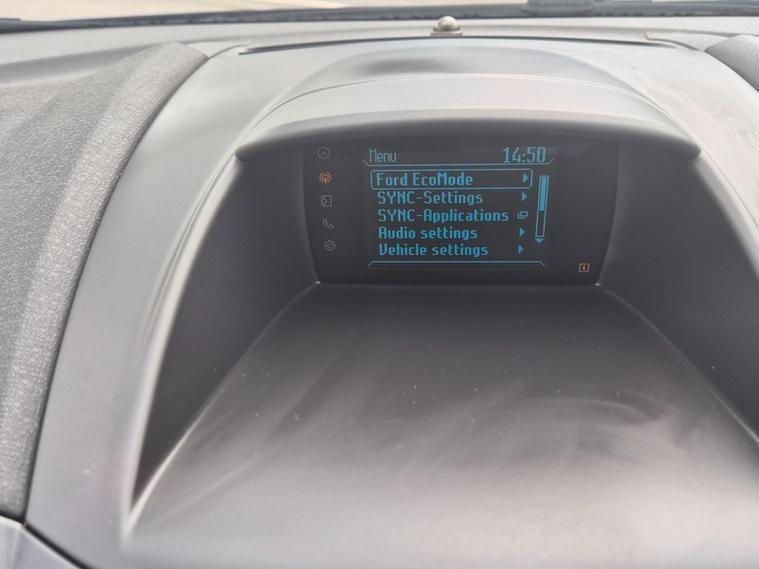 Menu 14:50
Ford EcoMode
SYNC-Settings
SYNC-Applications
Audio settings
Vehicle settings